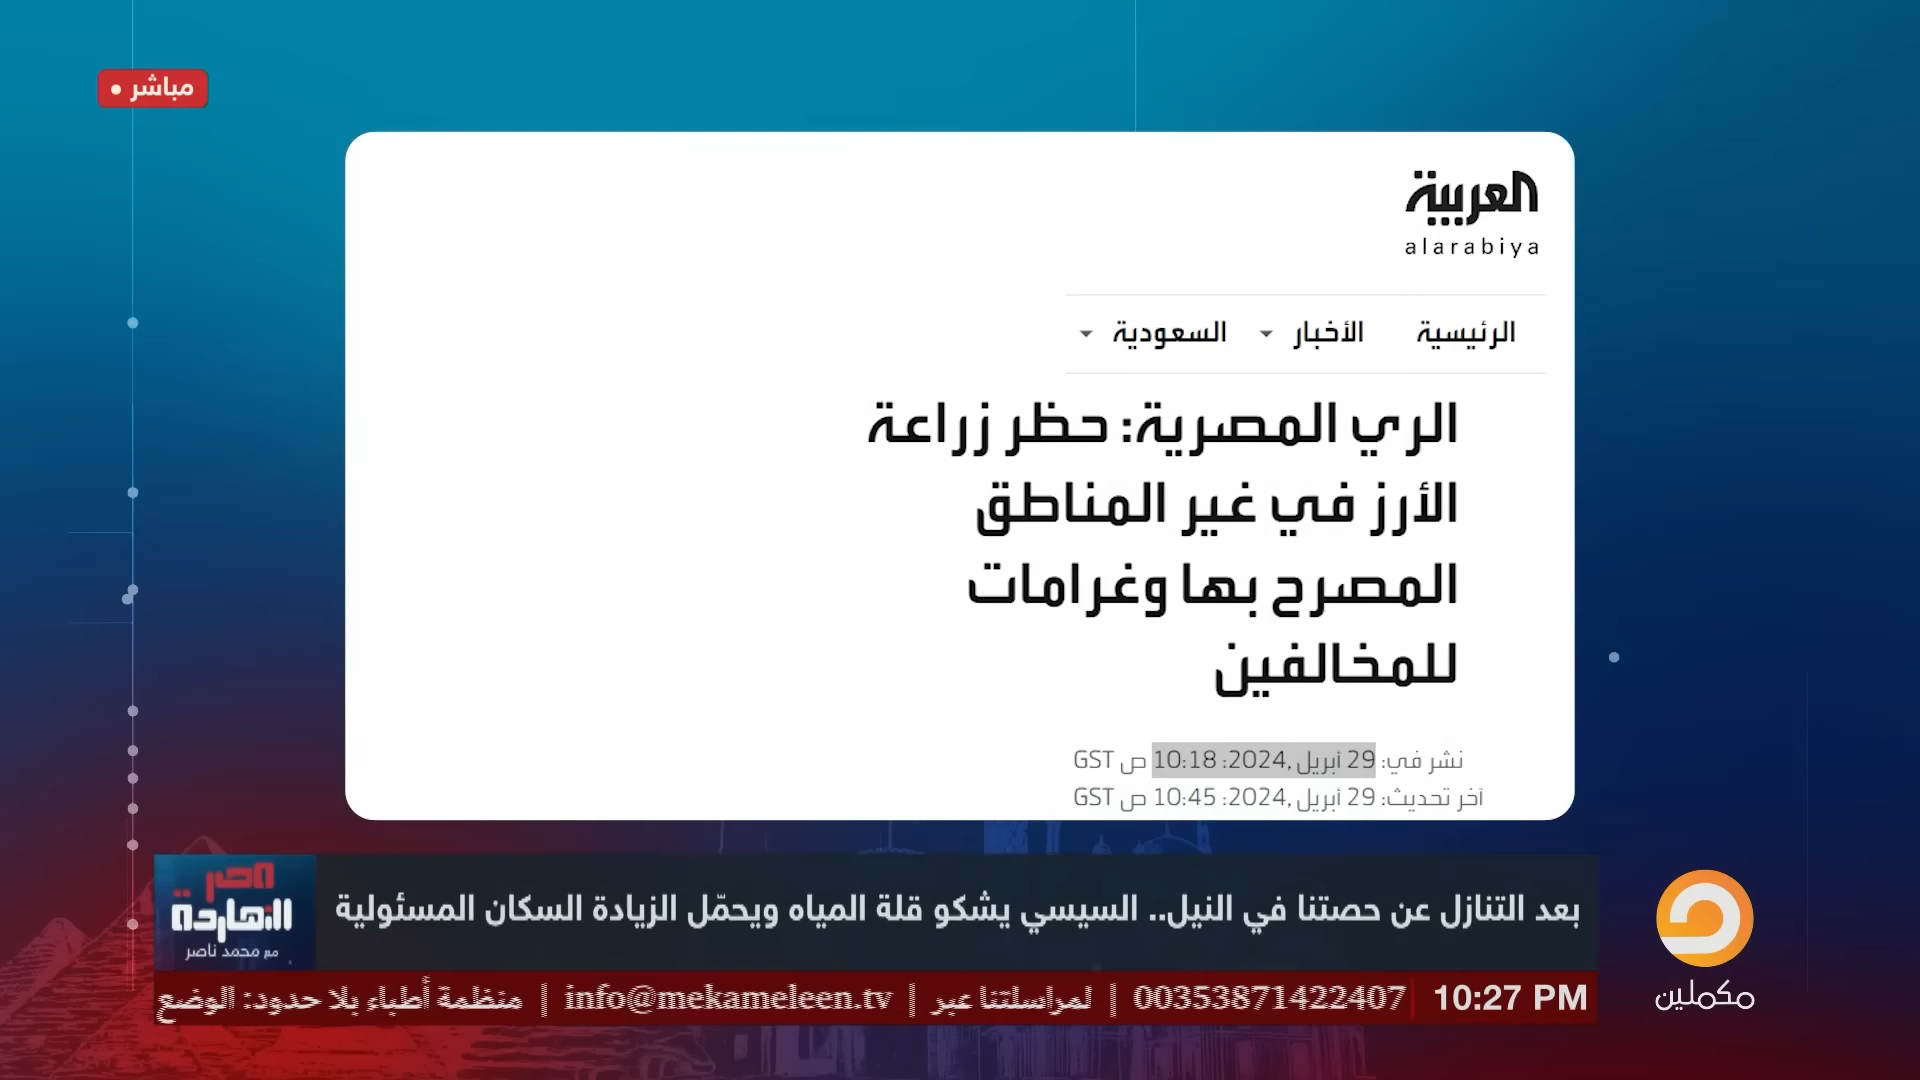 مباشر
العربية
alarabiya
الرئيسية الأخبار السعودية
الري المصرية: حظر زراعة
الأرز في غير المناطق
المصرح بها وغرامات
للمخالفين
نشر في: 29 أبريل ,2024: 10:18 ص GST
آخر تحديث: 29 أبريل ,2024: 10:45 ص GST
مصر
النهاردة
مع محمد ناصر
بعد التنازل عن حصتنا في النيل.. السيسي يشكو قلة المياه ويحمّل الزيادة السكان المسئولية
10:27 PM
00353871422407 | لمراسلتنا عبر | info@mekameleen.tv | منظمة أطباء بلا حدود: الوضع
مكملين